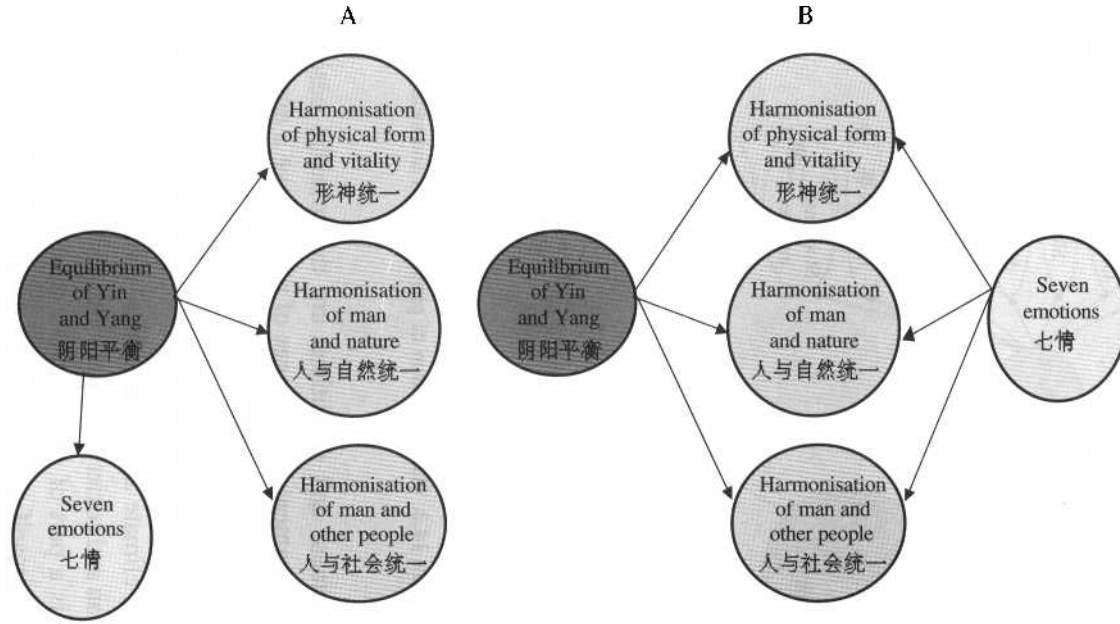 A
Harmonisation
of physical form
and vitality
形神统一
Equilibrium
of Yin
and Yang
阴阳平衡
Harmonisation
of man
and nature
人与自然统一
Seven
emotions
七情
Harmonisation
of man and
other people
人与社会统一
B
Harmonisation
of physical form
and vitality
形神统一
Equilibrium
of Yin
and Yang
阴阳平衡
Harmonisation
of man
and nature
人与自然统一
Seven
emotions
七情
Harmonisation
of man and
other people
人与社会统一